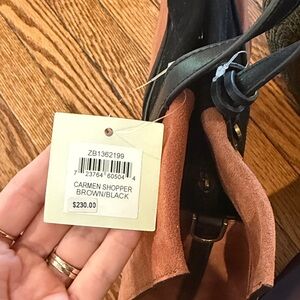 ZB1362199
7 23764 60504 4
CARMEN SHOPPER
BROWN/BLACK
$230.00